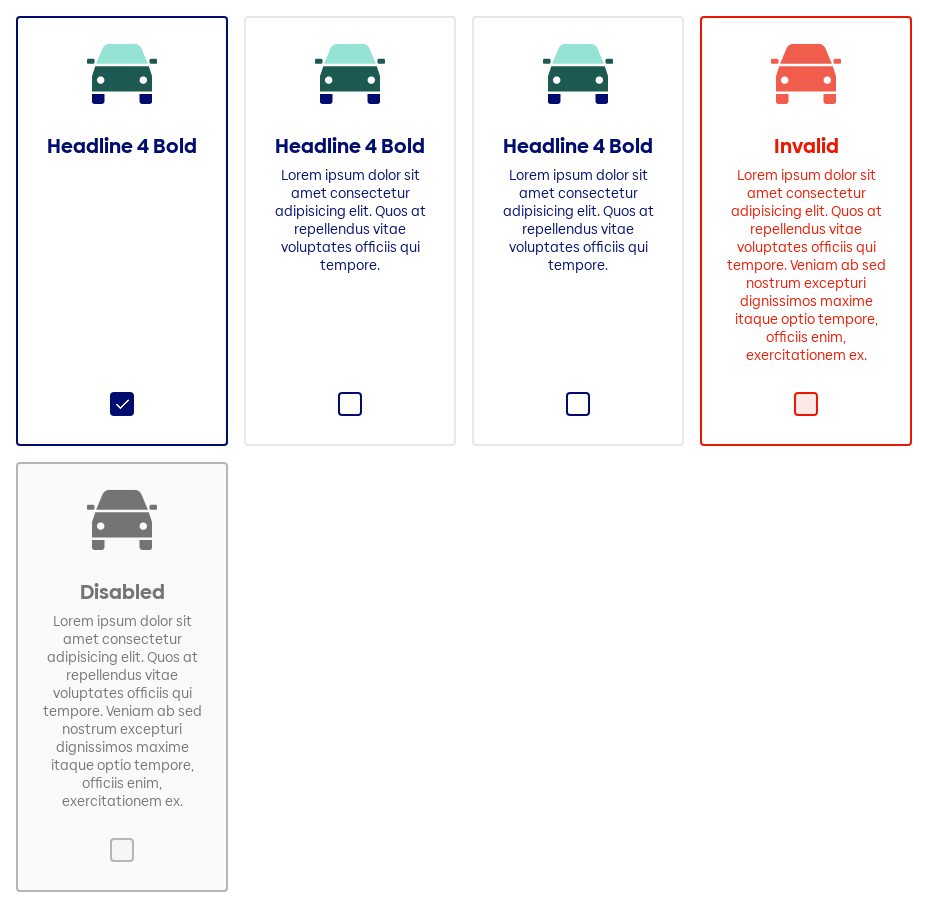 Headline 4 Bold
Headline 4 Bold
Lorem ipsum dolor sit
amet consectetur
adipisicing elit. Quos at
repellendus vitae
voluptates officiis qui
tempore.
Headline 4 Bold
Lorem ipsum dolor sit
amet consectetur
adipisicing elit. Quos at
repellendus vitae
voluptates officiis qui
tempore.
Invalid
Lorem ipsum dolor sit
amet consectetur
adipisicing elit. Quos at
repellendus vitae
voluptates officiis qui
tempore. Veniam ab sed
nostrum excepturi
dignissimos maxime
itaque optio tempore,
officiis enim,
exercitationem ex.
Disabled
Lorem ipsum dolor sit
amet consectetur
adipisicing elit. Quos at
repellendus vitae
voluptates officiis qui
tempore. Veniam ab sed
nostrum excepturi
dignissimos maxime
itaque optio tempore,
officiis enim,
exercitationem ex.